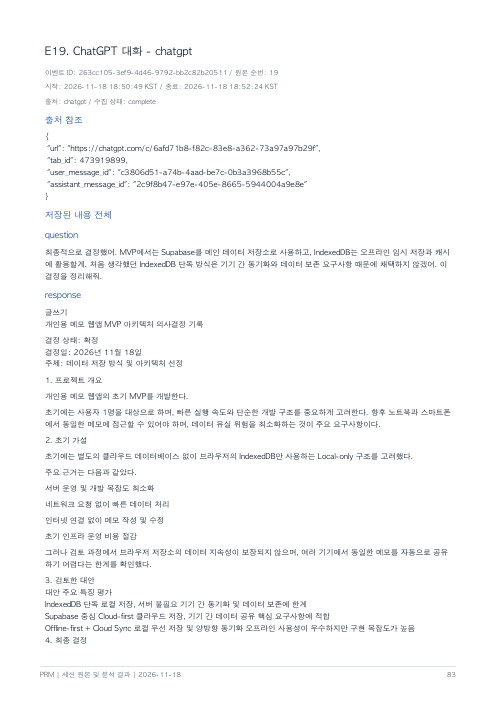 E19. ChatGPT 대화 - chatgpt
이벤트 ID: 263cc105-3ef9-4d46-9792-bb2c82b20511 / 원본 순번: 19
시작: 2026-11-18 18:50:49 KST / 종료: 2026-11-18 18:52:24 KST
출처: chatgpt / 수집 상태: complete
출처 참조
{
"url": "https://chatgpt.com/c/6afd71b8-f82c-83e8-a362-73a97a97b29f",
"tab_id": 473919899,
"user_message_id": "c3806d51-a74b-4aad-be7c-0b3a3968b55c",
"assistant_message_id": "2c9f8b47-e97e-405e-8665-5944004a9e8e"
}
저장된 내용 전체
question
최종적으로 결정했어. MVP에서는 Supabase를 메인 데이터 저장소로 사용하고, IndexedDB는 오프라인 임시 저장과 캐시
에 활용할게. 처음 생각했던 IndexedDB 단독 방식은 기기 간 동기화와 데이터 보존 요구사항 때문에 채택하지 않겠어. 이
결정을 정리해줘.
response
글쓰기
개인용 메모 웹앱 MVP 아키텍처 의사결정 기록
결정 상태: 확정
결정일: 2026년 11월 18일
주제: 데이터 저장 방식 및 아키텍처 선정
1. 프로젝트 개요
개인용 메모 웹앱의 초기 MVP를 개발한다.
초기에는 사용자 1명을 대상으로 하며, 빠른 실행 속도와 단순한 개발 구조를 중요하게 고려한다. 향후 노트북과 스마트폰
에서 동일한 메모에 접근할 수 있어야 하며, 데이터 유실 위험을 최소화하는 것이 주요 요구사항이다.
2. 초기 가설
초기에는 별도의 클라우드 데이터베이스 없이 브라우저의 IndexedDB만 사용하는 Local-only 구조를 고려했다.
주요 근거는 다음과 같았다.
서버 운영 및 개발 복잡도 최소화
네트워크 요청 없이 빠른 데이터 처리
인터넷 연결 없이 메모 작성 및 수정
초기 인프라 운영 비용 절감
그러나 검토 과정에서 브라우저 저장소의 데이터 지속성이 보장되지 않으며, 여러 기기에서 동일한 메모를 자동으로 공유
하기 어렵다는 한계를 확인했다.
3. 검토한 대안
대안 주요 특징 평가
IndexedDB 단독 로컬 저장, 서버 불필요 기기 간 동기화 및 데이터 보존에 한계
Supabase 중심 Cloud-first 클라우드 저장, 기기 간 데이터 공유 핵심 요구사항에 적합
Offline-first + Cloud Sync 로컬 우선 저장 및 양방향 동기화 오프라인 사용성이 우수하지만 구현 복잡도가 높음
4. 최종 결정
PRM | 세션 원본 및 분석 결과 | 2026-11-18
83